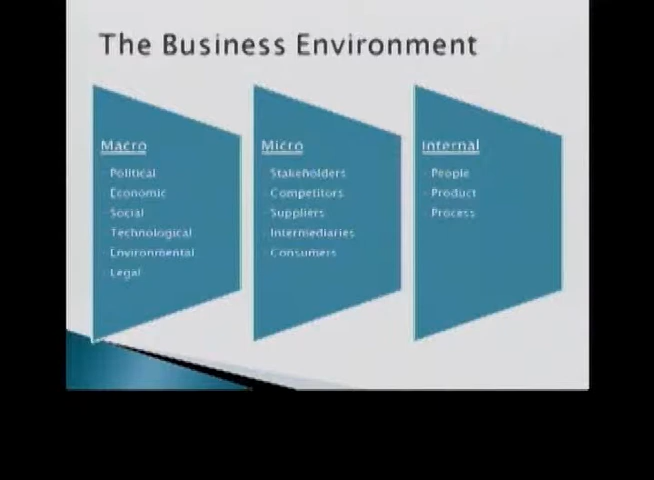 The Business Environment
Macro
Political
Economic
Social
Technological
Environmental
Legal
Micro
Stakeholders
Competitors
Suppliers
Intermediaries
Consumers
Internal
People
Product
Process